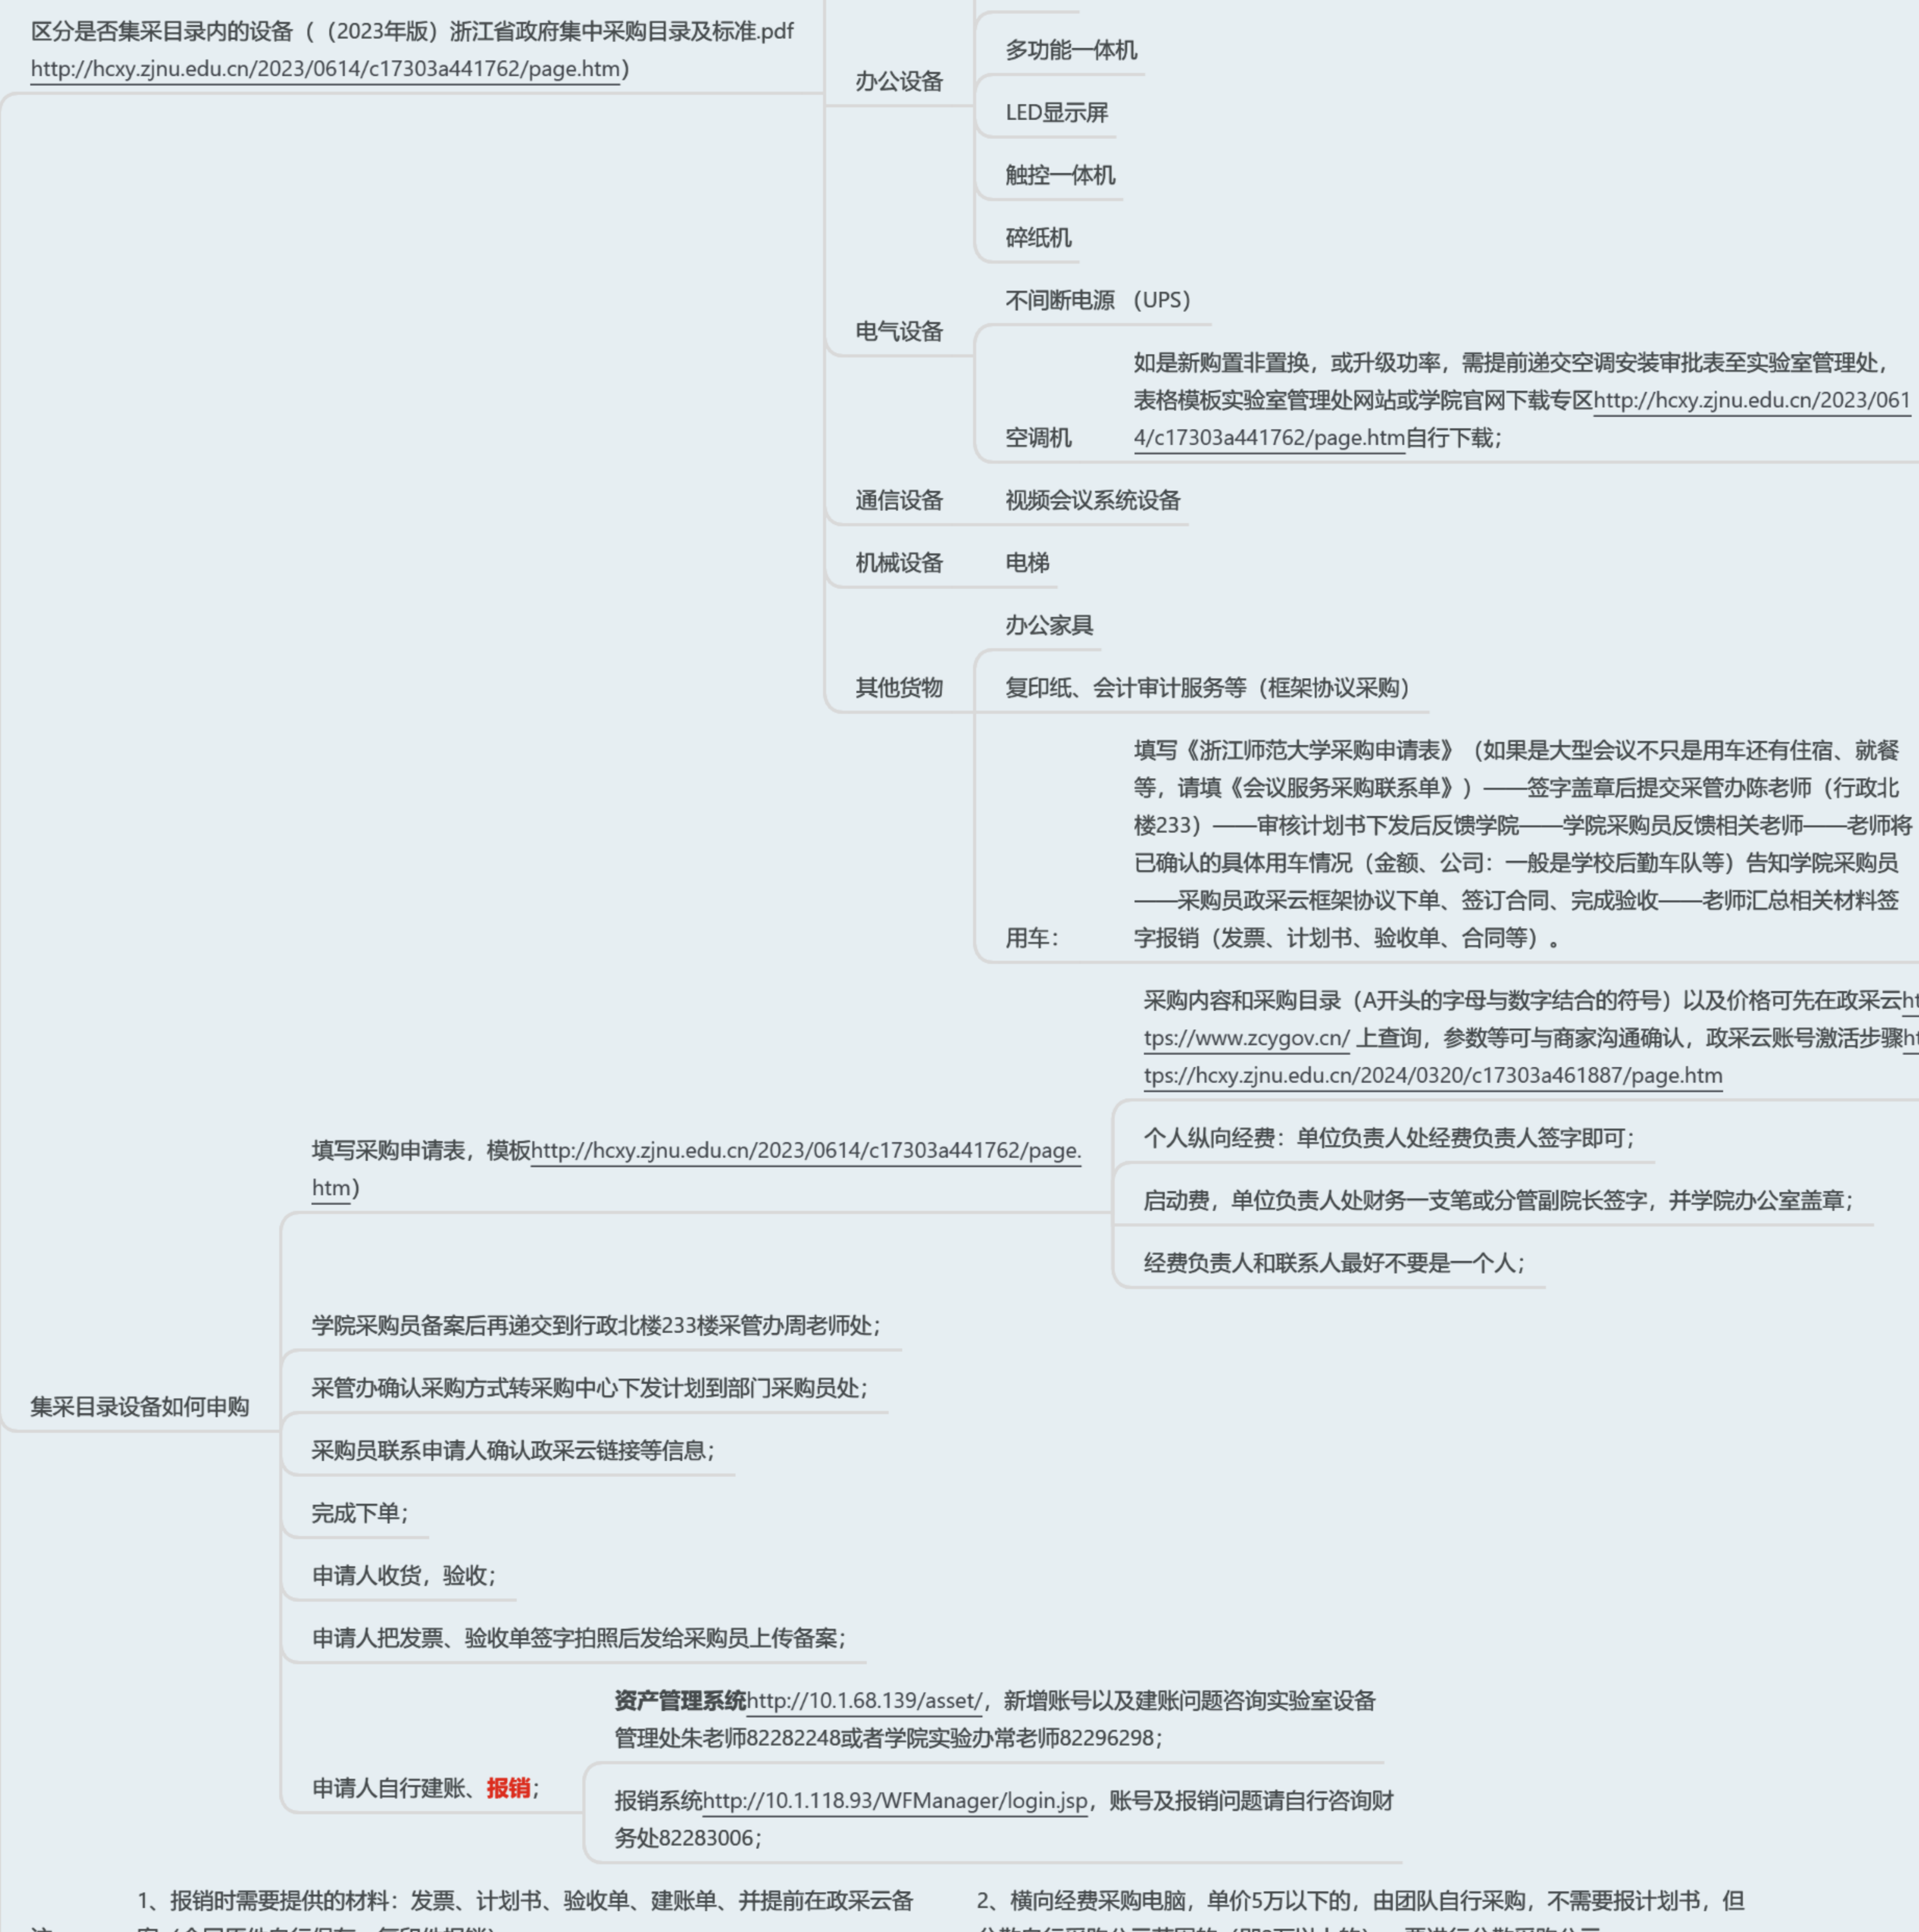 区分是否集采目录内的设备（（2023年版）浙江省政府集中采购目录及标准.pdf
http://hcxy.zjnu.edu.cn/2023/0614/c17303a441762/page.htm)
办公设备
多功能一体机
LED显示屏
触控一体机
碎纸机
电气设备
不间断电源 （UPS）
空调机
如是新购置非置换，或升级功率，需提前递交空调安装审批表至实验室管理处，
表格模板实验室管理处网站或学院官网下载专区http://hcxy.zjnu.edu.cn/2023/061
4/c17303a441762/page.htm自行下载；
通信设备
视频会议系统设备
机械设备
电梯
其他货物
办公家具
复印纸、会计审计服务等（框架协议采购）
用车：
填写《浙江师范大学采购申请表》（如果是大型会议不只是用车还有住宿、就餐
等，请填《会议服务采购联系单》）——签字盖章后提交采管办陈老师（行政北
楼233）——审核计划书下发后反馈学院——学院采购员反馈相关老师——老师将
已确认的具体用车情况（金额、公司：一般是学校后勤车队等）告知学院采购员
——采购员政采云框架协议下单、签订合同、完成验收——老师汇总相关材料签
字报销（发票、计划书、验收单、合同等）。
集采目录设备如何申购
填写采购申请表，模板http://hcxy.zjnu.edu.cn/2023/0614/c17303a441762/page.
htm)
采购内容和采购目录（A开头的字母与数字结合的符号）以及价格可先在政采云ht
tps://www.zcygov.cn/ 上查询，参数等可与商家沟通确认，政采云账号激活步骤ht
tps://hcxy.zjnu.edu.cn/2024/0320/c17303a461887/page.htm
个人纵向经费：单位负责人处经费负责人签字即可；
启动费，单位负责人处财务一支笔或分管副院长签字，并学院办公室盖章；
经费负责人和联系人最好不要是一个人；
学院采购员备案后再递交到行政北楼233楼采管办周老师处；
采管办确认采购方式转采购中心下发计划到部门采购员处；
采购员联系申请人确认政采云链接等信息；
完成下单；
申请人收货，验收；
申请人把发票、验收单签字拍照后发给采购员上传备案；
申请人自行建账、报销；
资产管理系统http://10.1.68.139/asset/，新增账号以及建账问题咨询实验室设备
管理处朱老师82282248或者学院实验办常老师82296298；
报销系统http://10.1.118.93/WFManager/login.jsp，账号及报销问题请自行咨询财
务处82283006；
1、报销时需要提供的材料：发票、计划书、验收单、建账单、并提前在政采云备
2、横向经费采购电脑，单价5万以下的，由团队自行采购，不需要报计划书，但